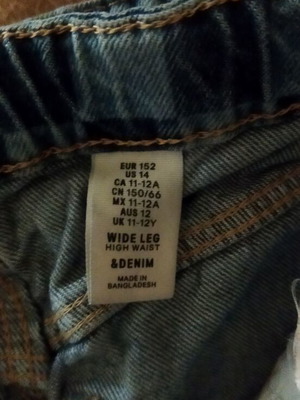 EUR 152
US 14
CA 11-12A
CN 150/66
MX 11-12A
AUS 12
UK 11-12Y
WIDE LEG
HIGH WAIST
&DENIM
MADE IN
BANGLADESH